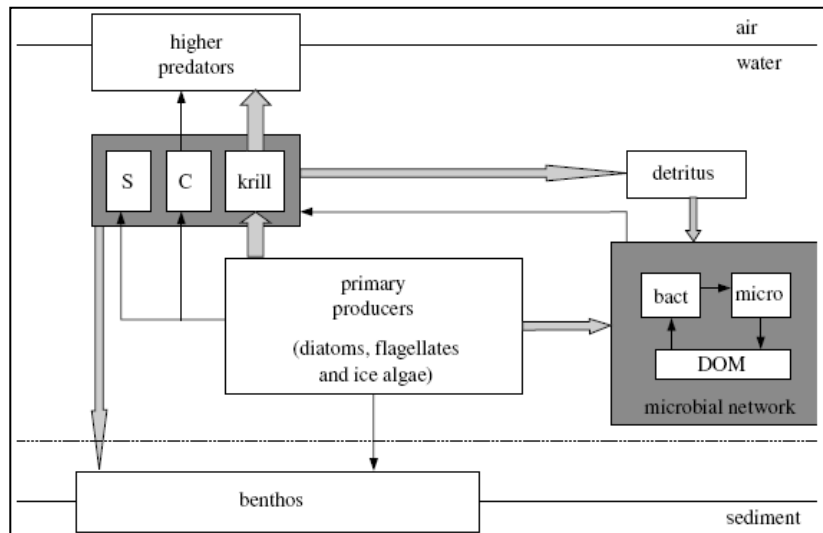 higher
predators
air
water
S
C
krill
detritus
primary
producers
(diatoms, flagellates
and ice algae)
bact
micro
DOM
microbial network
benthos
sediment